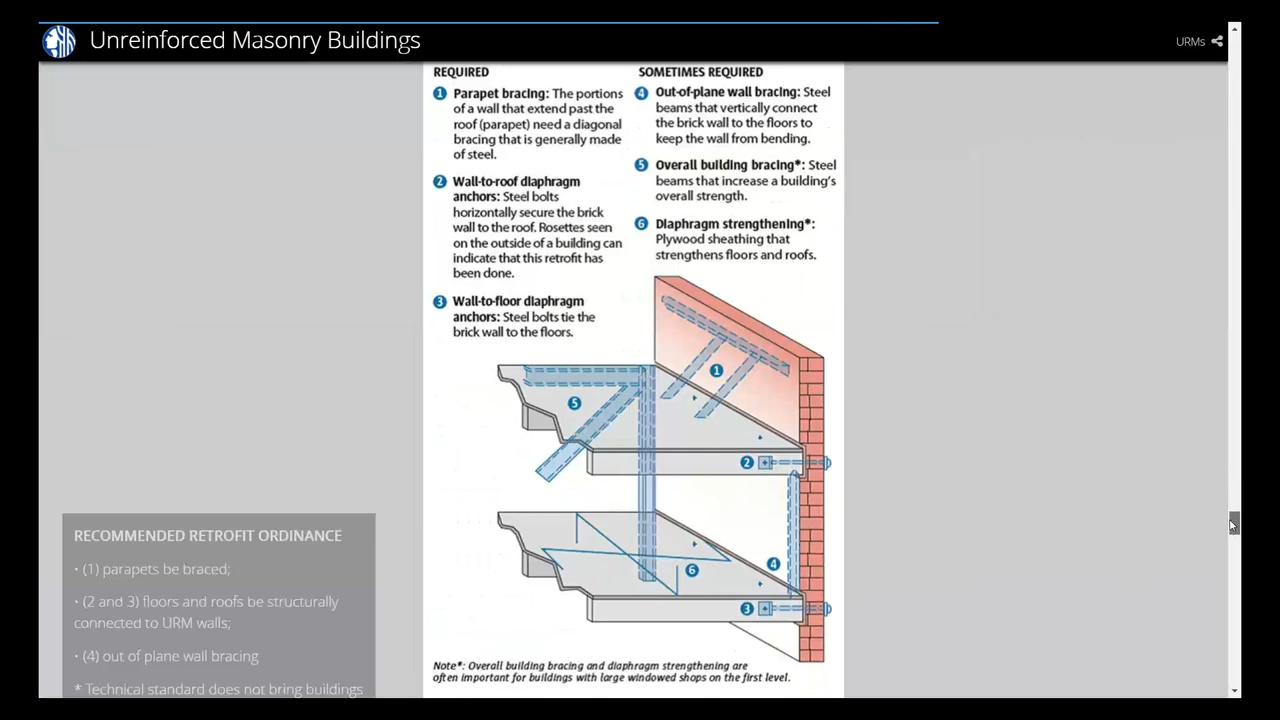 Unreinforced Masonry Buildings
URMs
REQUIRED
1 Parapet bracing: The portions
of a wall that extend past the
roof (parapet) need a diagonal
bracing that is generally made
of steel.
2 Wall-to-roof diaphragm
anchors: Steel bolts
horizontally secure the brick
wall to the roof. Rosettes seen
on the outside of a building can
indicate that this retrofit has
been done.
3 Wall-to-floor diaphragm
anchors: Steel bolts tie the
brick wall to the floors.
SOMETIMES REQUIRED
4 Out-of-plane wall bracing: Steel
beams that vertically connect
the brick wall to the floors to
keep the wall from bending.
5 Overall building bracing*: Steel
beams that increase a building's
overall strength.
6 Diaphragm strengthening*:
Plywood sheathing that
strengthens floors and roofs.
1
5
2
4
6
3
Note*: Overall building bracing and diaphragm strengthening are
often important for buildings with large windowed shops on the first level.
RECOMMENDED RETROFIT ORDINANCE
• (1) parapets be braced;
• (2 and 3) floors and roofs be structurally
connected to URM walls;
• (4) out of plane wall bracing
* Technical standard does not bring buildings